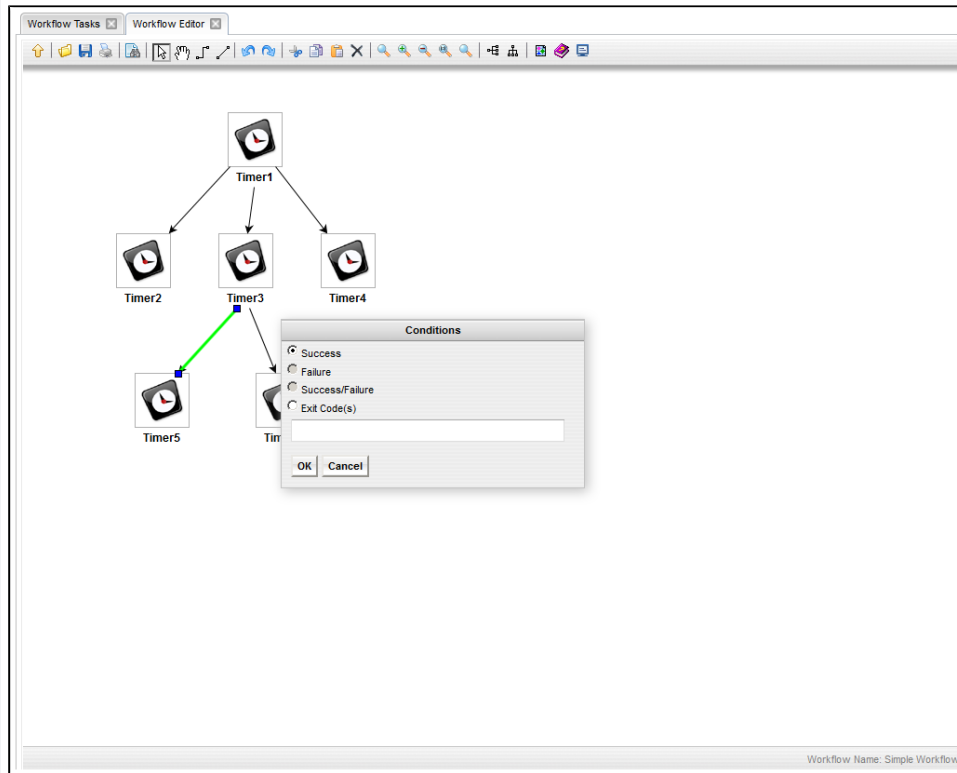 Workflow Tasks
Workflow Editor
Timer1
Timer2
Timer3
Timer4
Conditions
Success
Failure
Success/Failure
Exit Code(s)
Timer5
Tim
OK
Cancel
Workflow Name: Simple Workflow